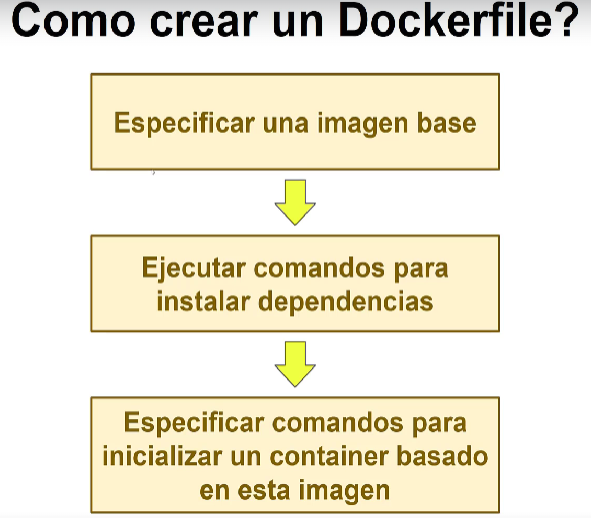 Como crear un Dockerfile?
Especificar una imagen base
Ejecutar comandos para
instalar dependencias
Especificar comandos para
inicializar un container basado
en esta imagen